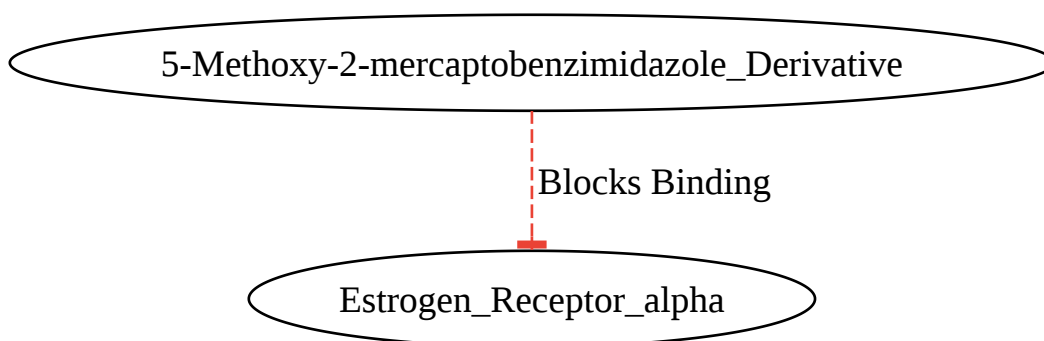 5-Methoxy-2-mercaptobenzimidazole_Derivative
Blocks Binding
Estrogen_Receptor_alpha